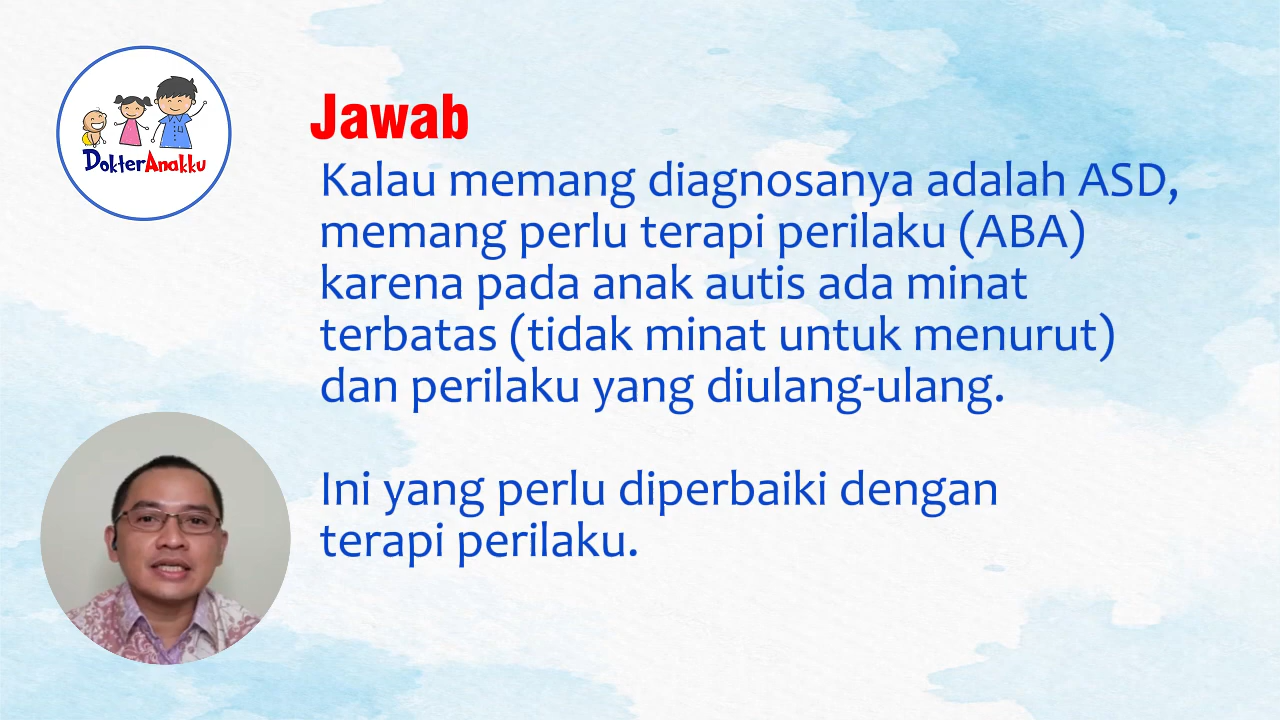 DokterAnakku
Jawab
Kalau memang diagnosanya adalah ASD,
memang perlu terapi perilaku (ABA)
karena pada anak autis ada minat
terbatas (tidak minat untuk menurut)
dan perilaku yang diulang-ulang.
Ini yang perlu diperbaiki dengan
terapi perilaku.